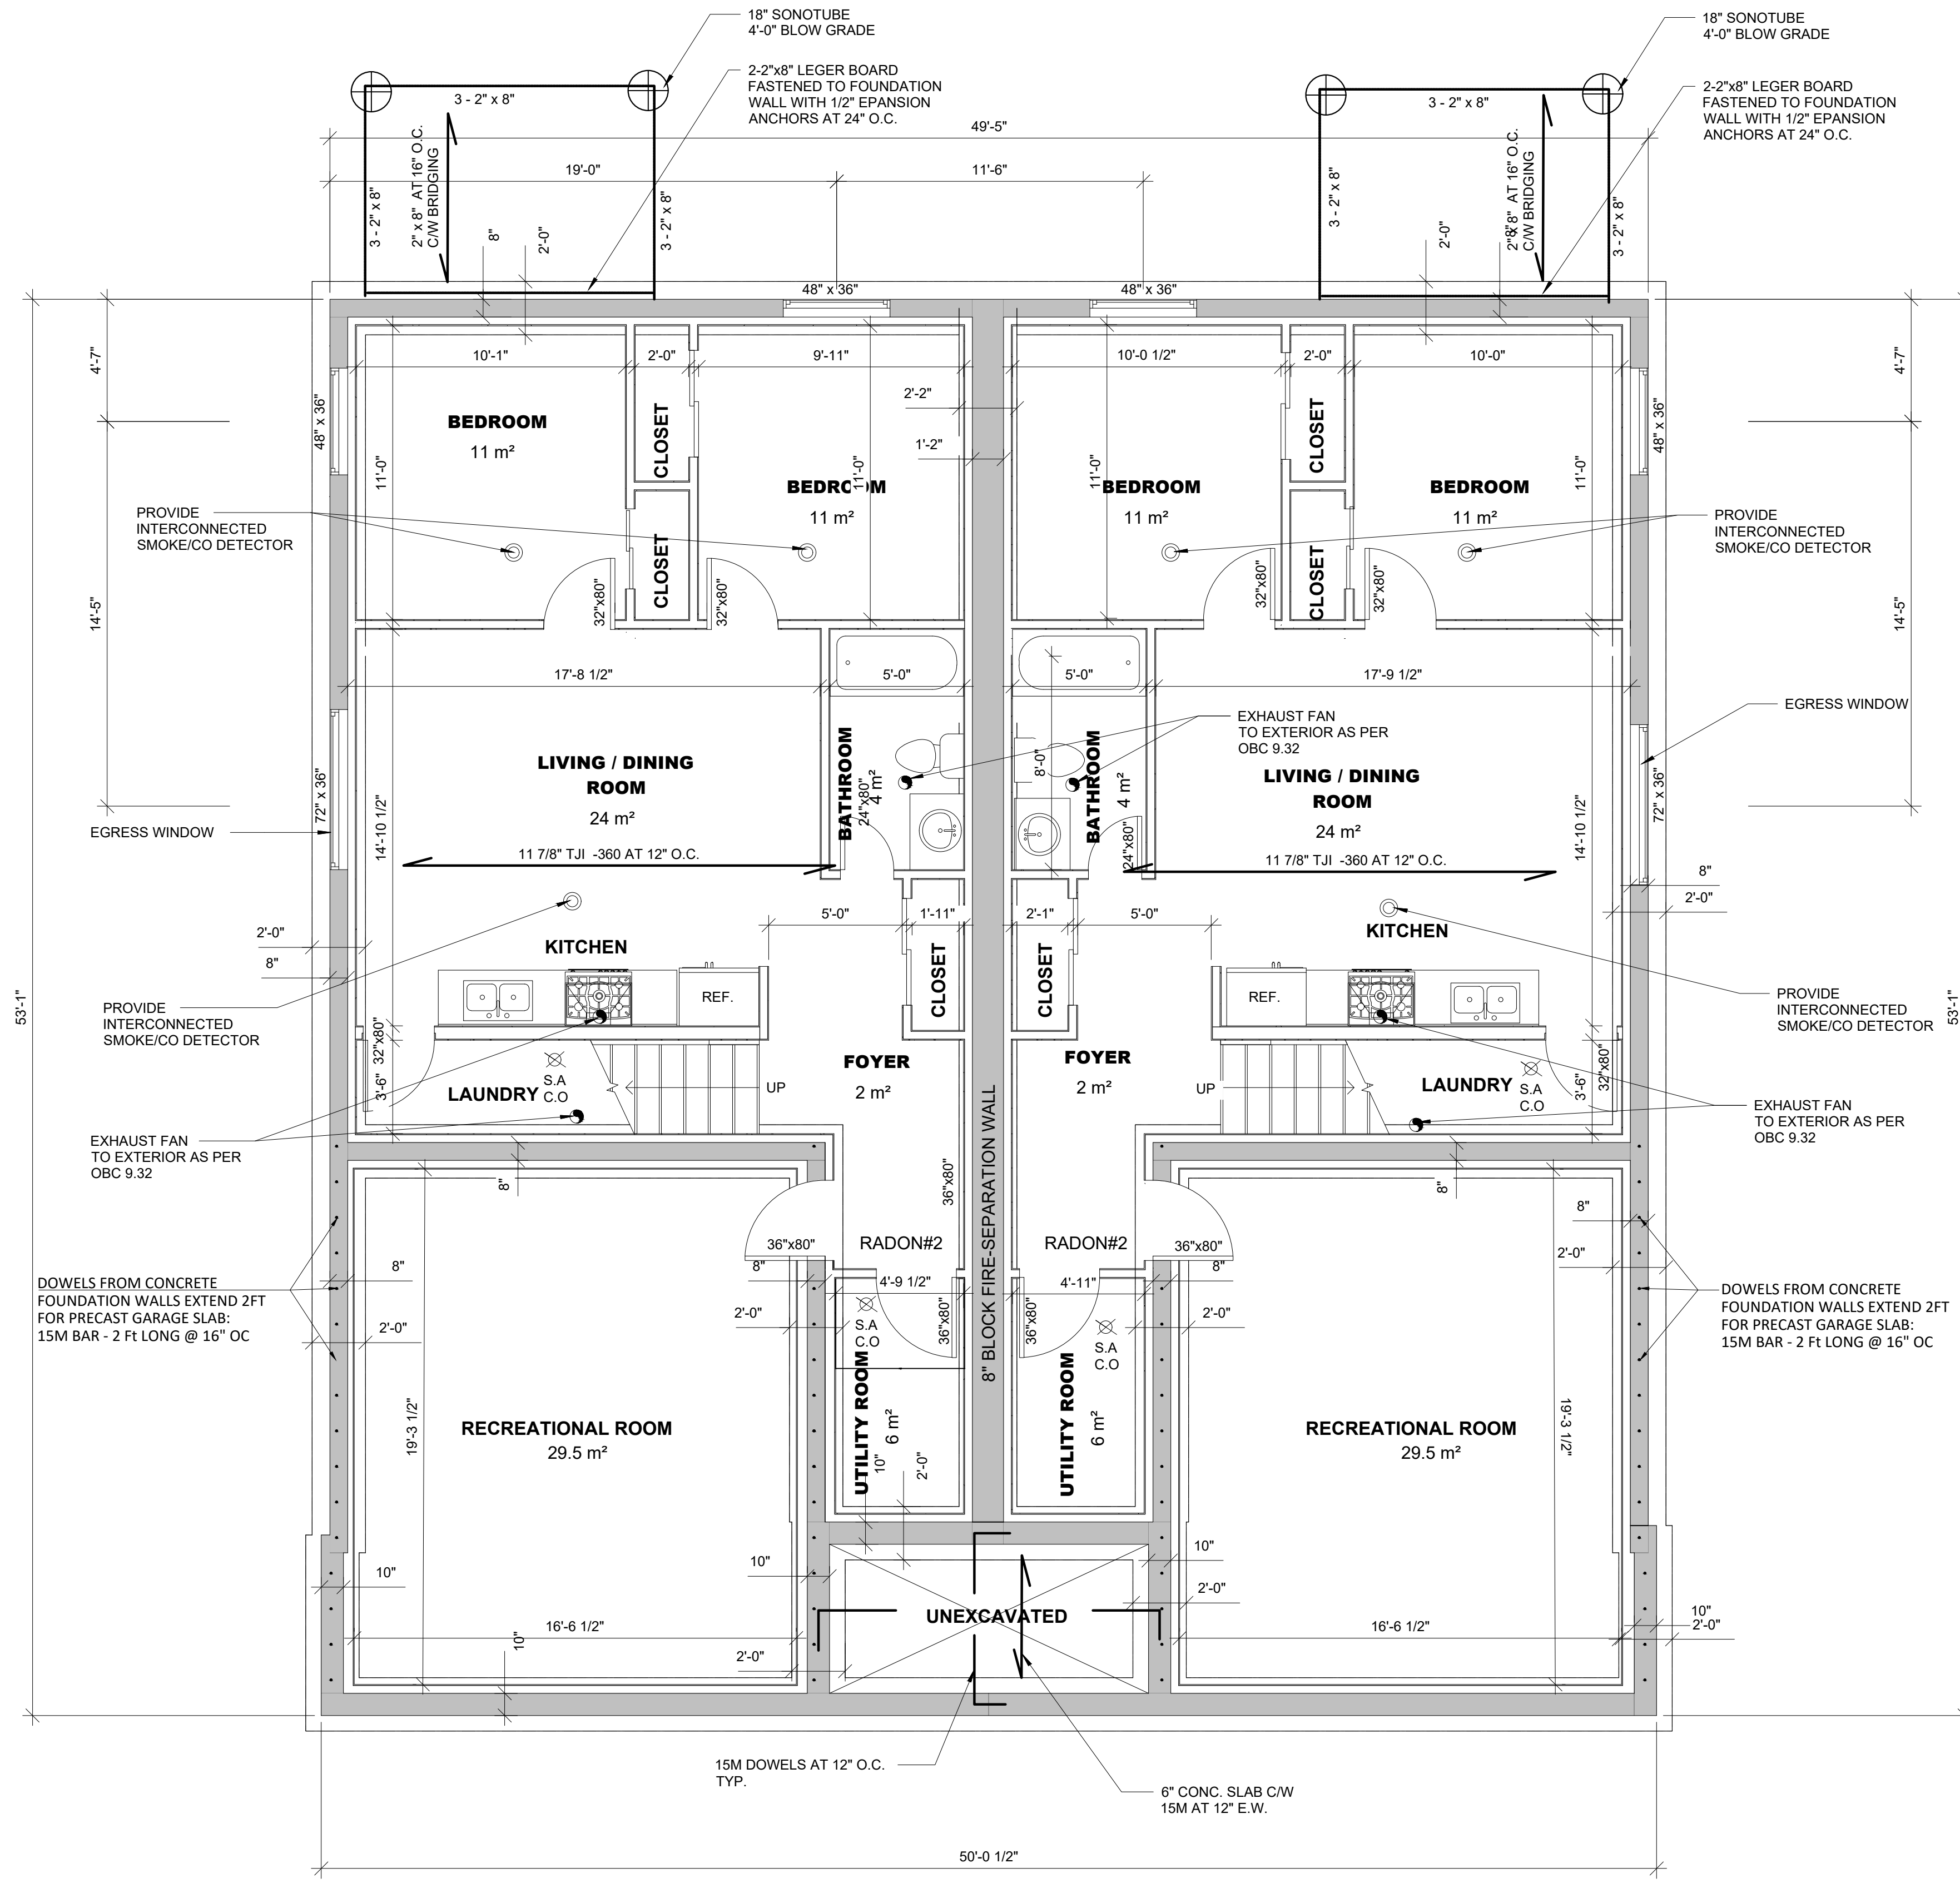 18" SONOTUBE
4'-0" BLOW GRADE
18" SONOTUBE
4'-0" BLOW GRADE
2-2"x8" LEGER BOARD
FASTENED TO FOUNDATION
WALL WITH 1/2" EPANSION
ANCHORS AT 24" O.C.
2-2"x8" LEGER BOARD
FASTENED TO FOUNDATION
WALL WITH 1/2" EPANSION
ANCHORS AT 24" O.C.
3 - 2" x 8"
3 - 2" x 8"
49'-5"
19'-0"
11'-6"
3 - 2" x 8"
2" x 8" AT 16" O.C.
C/W BRIDGING
3 - 2" x 8"
8"
2'-0"
3 - 2" x 8"
2'-0"
8"
2" x 8" AT 16" O.C.
C/W BRIDGING
3 - 2" x 8"
48" x 36"
48" x 36"
4'-7"
4'-7"
10'-1"
2'-0"
9'-11"
10'-0 1/2"
2'-0"
10'-0"
2'-2"
1'-2"
48" x 36"
48" x 36"
BEDROOM
11 m²
11'-0"
CLOSET
CLOSET
BEDROOM
11 m²
11'-0"
BEDROOM
11 m²
11'-0"
CLOSET
CLOSET
BEDROOM
11 m²
11'-0"
PROVIDE
INTERCONNECTED
SMOKE/CO DETECTOR
PROVIDE
INTERCONNECTED
SMOKE/CO DETECTOR
14'-5"
14'-5"
32"x80"
32"x80"
32"x80"
32"x80"
17'-8 1/2"
5'-0"
5'-0"
17'-9 1/2"
EGRESS WINDOW
EXHAUST FAN
TO EXTERIOR AS PER
OBC 9.32
LIVING / DINING
ROOM
24 m²
LIVING / DINING
ROOM
24 m²
BATHROOM
4 m²
24"x80"
8'-0"
BATHROOM
4 m²
24"x80"
72" x 36"
72" x 36"
EGRESS WINDOW
14'-10 1/2"
14'-10 1/2"
11 7/8" TJI -360 AT 12" O.C.
11 7/8" TJI -360 AT 12" O.C.
8"
2'-0"
5'-0"
1'-11"
2'-1"
5'-0"
2'-0"
8"
KITCHEN
KITCHEN
CLOSET
CLOSET
REF.
REF.
53'-1"
53'-1"
PROVIDE
INTERCONNECTED
SMOKE/CO DETECTOR
PROVIDE
INTERCONNECTED
SMOKE/CO DETECTOR
32"x80"
3'-6"
LAUNDRY
S.A
C.O
UP
FOYER
2 m²
FOYER
2 m²
UP
LAUNDRY
S.A
C.O
3'-6"
32"x80"
EXHAUST FAN
TO EXTERIOR AS PER
OBC 9.32
EXHAUST FAN
TO EXTERIOR AS PER
OBC 9.32
8" BLOCK FIRE-SEPARATION WALL
8"
8"
36"x80"
36"x80"
36"x80"
RADON#2
RADON#2
8"
2'-0"
8"
8"
4'-9 1/2"
4'-11"
8"
DOWELS FROM CONCRETE
FOUNDATION WALLS EXTEND 2FT
FOR PRECAST GARAGE SLAB:
15M BAR - 2 Ft LONG @ 16" OC
DOWELS FROM CONCRETE
FOUNDATION WALLS EXTEND 2FT
FOR PRECAST GARAGE SLAB:
15M BAR - 2 Ft LONG @ 16" OC
2'-0"
2'-0"
2'-0"
S.A
C.O
36"x80"
36"x80"
S.A
C.O
UTILITY ROOM
6 m²
UTILITY ROOM
6 m²
19'-3 1/2"
19'-3 1/2"
RECREATIONAL ROOM
29.5 m²
RECREATIONAL ROOM
29.5 m²
10"
2'-0"
10"
10"
10"
2'-0"
UNEXCAVATED
16'-6 1/2"
16'-6 1/2"
10"
2'-0"
10"
2'-0"
15M DOWELS AT 12" O.C.
TYP.
6" CONC. SLAB C/W
15M AT 12" E.W.
50'-0 1/2"